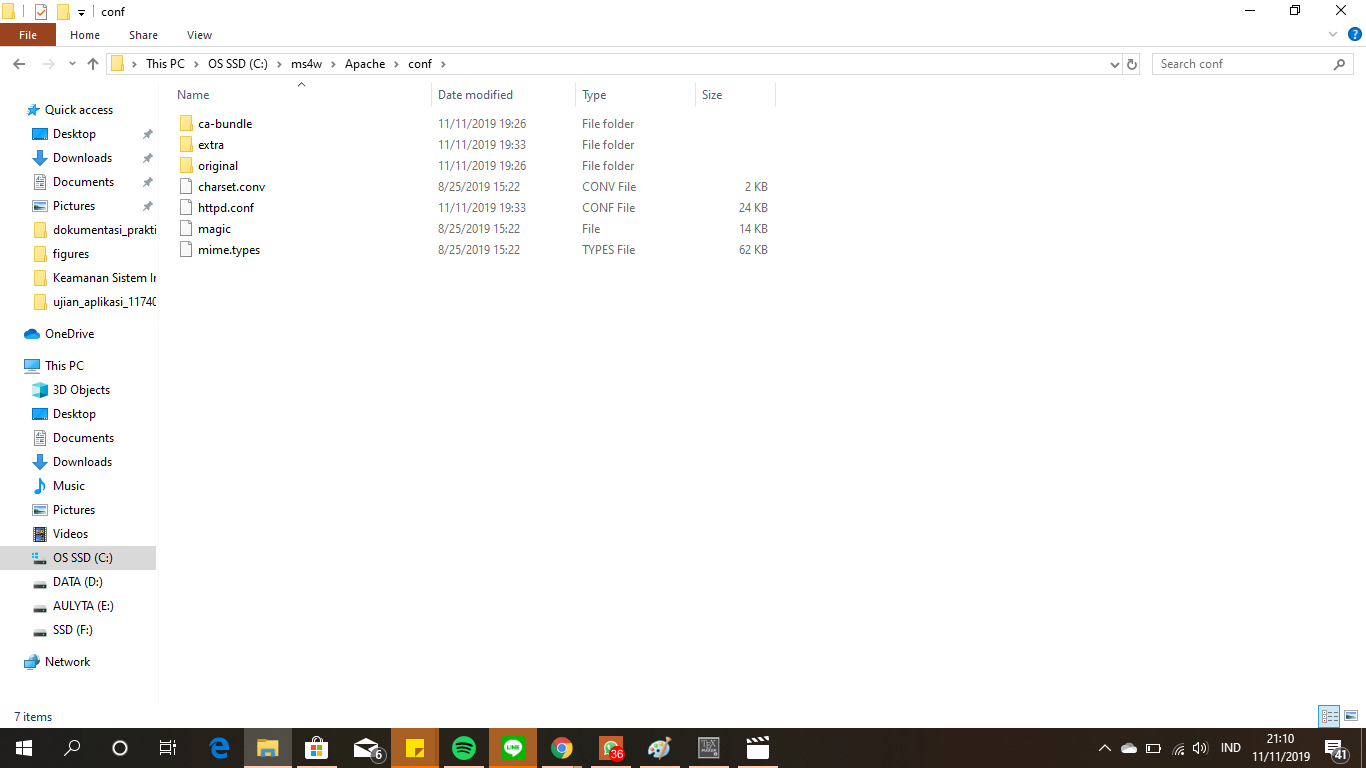 conf
File Home Share View
This PC OS SSD (C:) ms4w Apache conf Search conf
Name Date modified Type Size
ca-bundle 11/11/2019 19:26 File folder
extra 11/11/2019 19:33 File folder
original 11/11/2019 19:26 File folder
charset.conv 8/25/2019 15:22 CONV File 2 KB
httpd.conf 11/11/2019 19:33 CONF File 24 KB
magic 8/25/2019 15:22 File 14 KB
mime.types 8/25/2019 15:22 TYPES File 62 KB
Quick access
Desktop
Downloads
Documents
Pictures
dokumentasi_prakti
figures
Keamanan Sistem In
ujian_aplikasi_11740
OneDrive
This PC
3D Objects
Desktop
Documents
Downloads
Music
Pictures
Videos
OS SSD (C:)
DATA (D:)
AULYTA (E:)
SSD (F:)
Network
7 items
6 LINE 36 TEX MAKER IND 21:10
11/11/2019 41